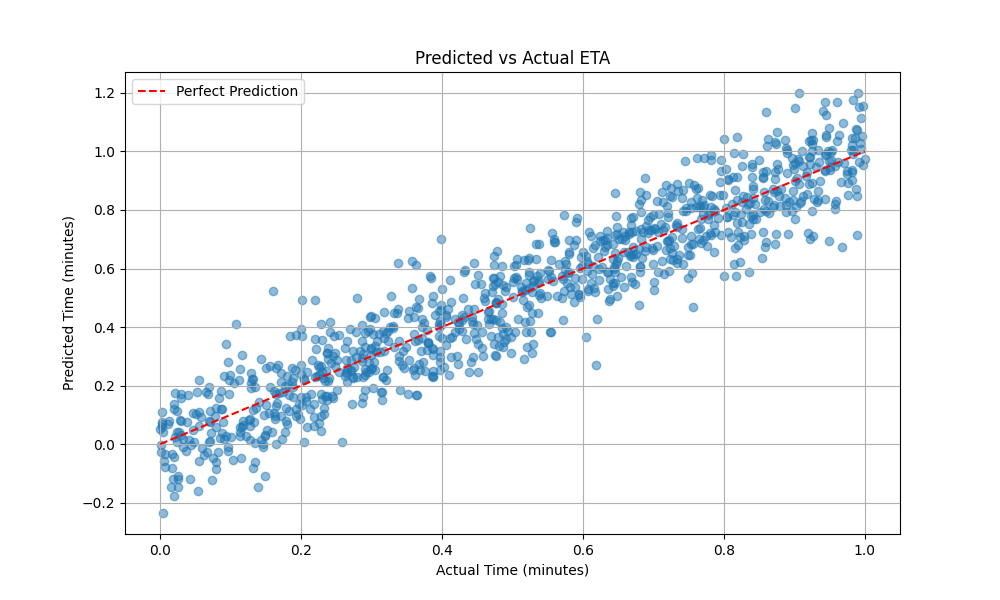 Predicted vs Actual ETA
Perfect Prediction
Predicted Time (minutes)
1.2
1.0
0.8
0.6
0.4
0.2
0.0
−0.2
0.0 0.2 0.4 0.6 0.8 1.0
Actual Time (minutes)